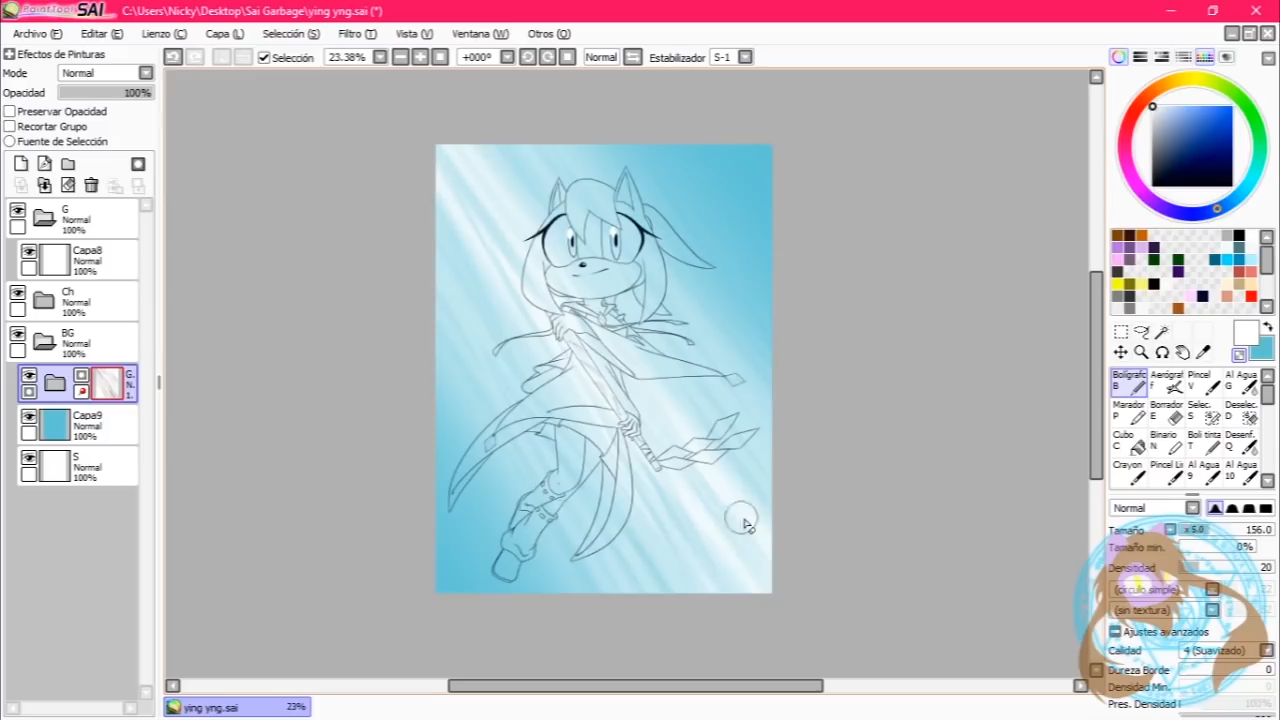 PaintTool SAI C:\Users\Nicky\Desktop\Sai Garbage\ying yng.sai (*)
Archivo (F) Editar (E) Lienzo (C) Capa (L) Selección (S) Filtro (T) Vista (V) Ventana (W) Otros (O)
Efectos de Pinturas
Selección 23.38% +000º Normal Estabilizador S-1
Mode Normal
Opacidad 100%
Preservar Opacidad
Recortar Grupo
Fuente de Selección
G
Normal
100%
Capa8
Normal
100%
Ch
Normal
100%
BG
Normal
100%
G.
N.
1.
Capa9
Normal
100%
S
Normal
100%
Bolígrafo Aerógraf Pincel Al Agua
B f V G
Marador Borrador Selec. Deselec.
P E S D
Cubo Binario Boli tinta Desenf.
C N T Q
Crayon Pincel Li Al Agua Al Agua
9 10
Normal
Tamaño x 5.0 156.0
Tamaño min. 0%
Densitidad 20
(círculo simple)
(sin textura)
Ajustes avanzados
Calidad 4 (Suavizado)
Dureza Borde 0
Densidad Min. 0
Pres. Densidad I 100%
ying yng.sai 23%